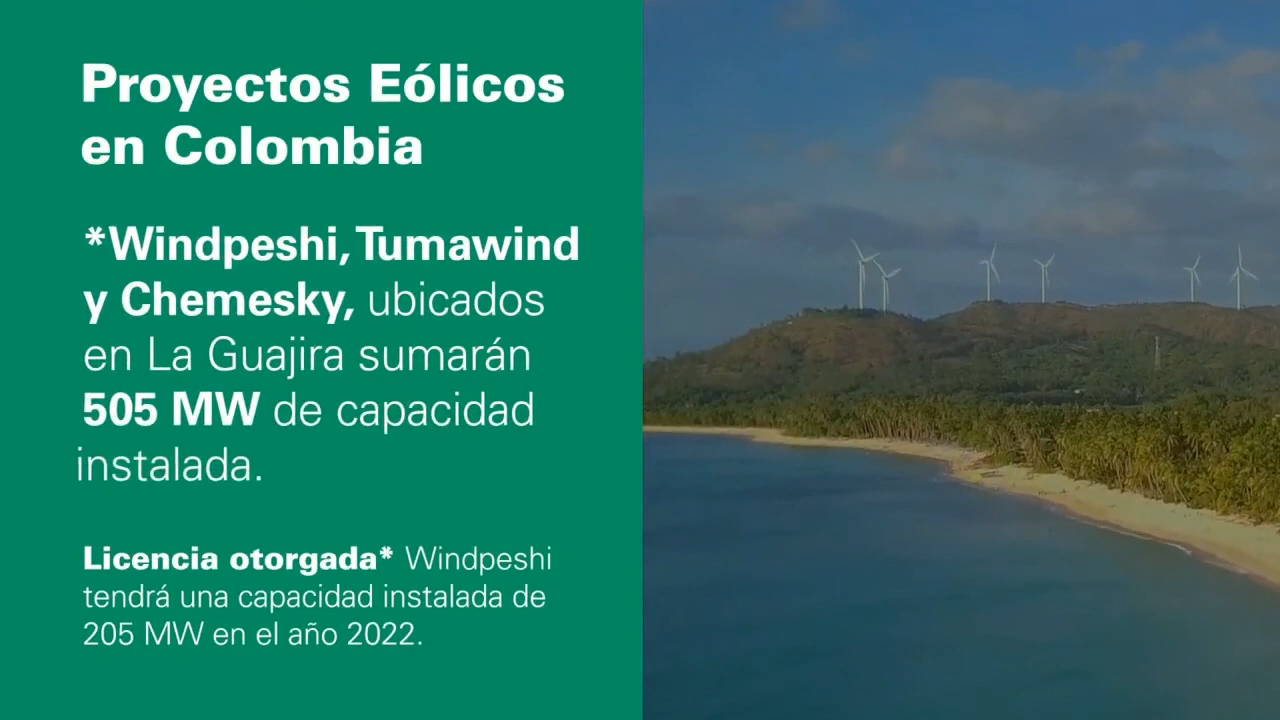 Proyectos Eólicos
en Colombia
*Windpeshi, Tumawind
y Chemesky, ubicados
en La Guajira sumarán
505 MW de capacidad
instalada.
Licencia otorgada* Windpeshi
tendrá una capacidad instalada de
205 MW en el año 2022.